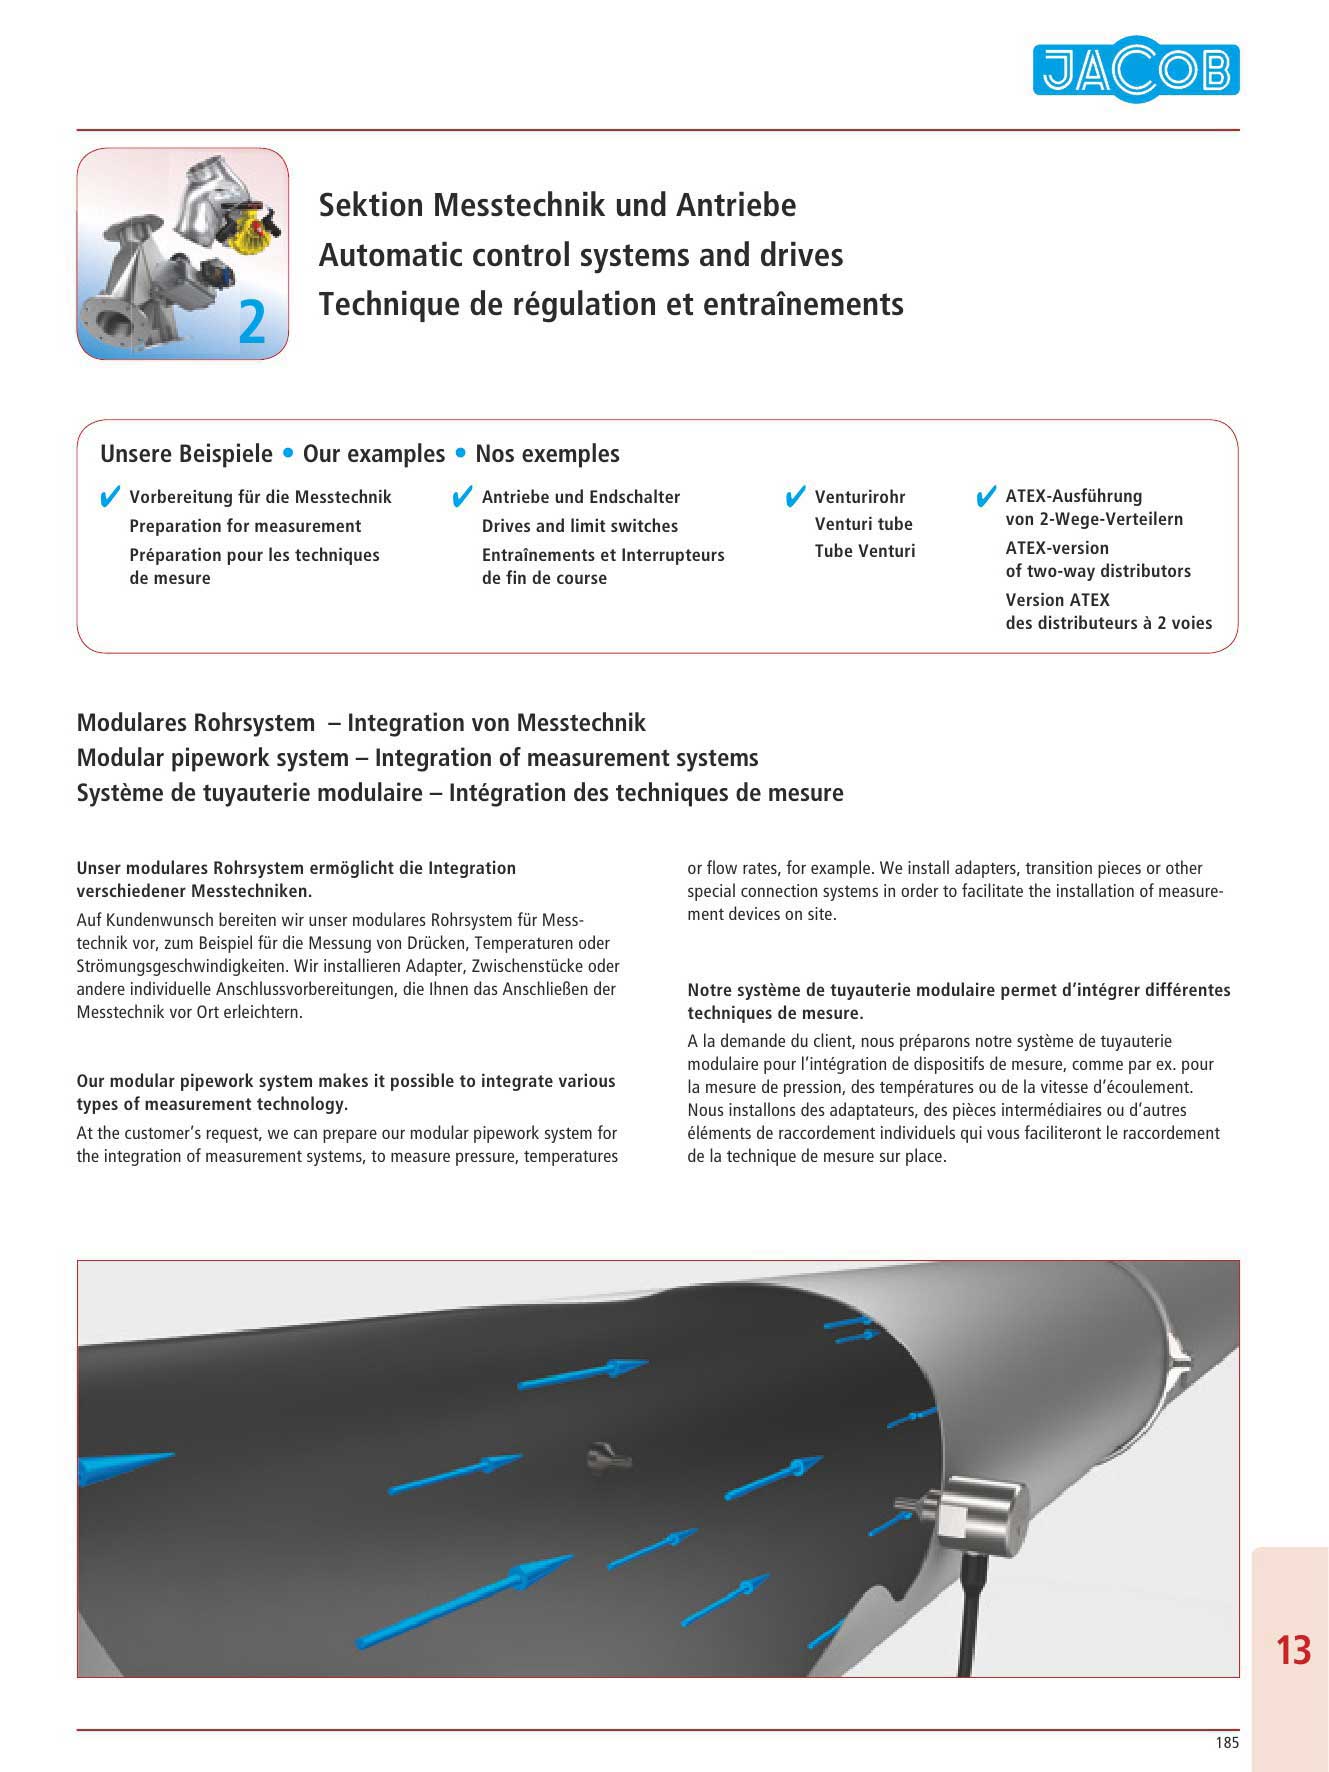 JACOB
2
Sektion Messtechnik und Antriebe
Automatic control systems and drives
Technique de régulation et entraînements
Unsere Beispiele • Our examples • Nos exemples
✔ Vorbereitung für die Messtechnik
Preparation for measurement
Préparation pour les techniques
de mesure
✔ Antriebe und Endschalter
Drives and limit switches
Entraînements et Interrupteurs
de fin de course
✔ Venturirohr
Venturi tube
Tube Venturi
✔ ATEX-Ausführung
von 2-Wege-Verteilern
ATEX-version
of two-way distributors
Version ATEX
des distributeurs à 2 voies
Modulares Rohrsystem – Integration von Messtechnik
Modular pipework system – Integration of measurement systems
Système de tuyauterie modulaire – Intégration des techniques de mesure
Unser modulares Rohrsystem ermöglicht die Integration
verschiedener Messtechniken.
Auf Kundenwunsch bereiten wir unser modulares Rohrsystem für Mess-
technik vor, zum Beispiel für die Messung von Drücken, Temperaturen oder
Strömungsgeschwindigkeiten. Wir installieren Adapter, Zwischenstücke oder
andere individuelle Anschlussvorbereitungen, die Ihnen das Anschließen der
Messtechnik vor Ort erleichtern.
Our modular pipework system makes it possible to integrate various
types of measurement technology.
At the customer’s request, we can prepare our modular pipework system for
the integration of measurement systems, to measure pressure, temperatures
or flow rates, for example. We install adapters, transition pieces or other
special connection systems in order to facilitate the installation of measure-
ment devices on site.
Notre système de tuyauterie modulaire permet d’intégrer différentes
techniques de mesure.
A la demande du client, nous préparons notre système de tuyauterie
modulaire pour l’intégration de dispositifs de mesure, comme par ex. pour
la mesure de pression, des températures ou de la vitesse d’écoulement.
Nous installons des adaptateurs, des pièces intermédiaires ou d’autres
éléments de raccordement individuels qui vous faciliteront le raccordement
de la technique de mesure sur place.
13
185